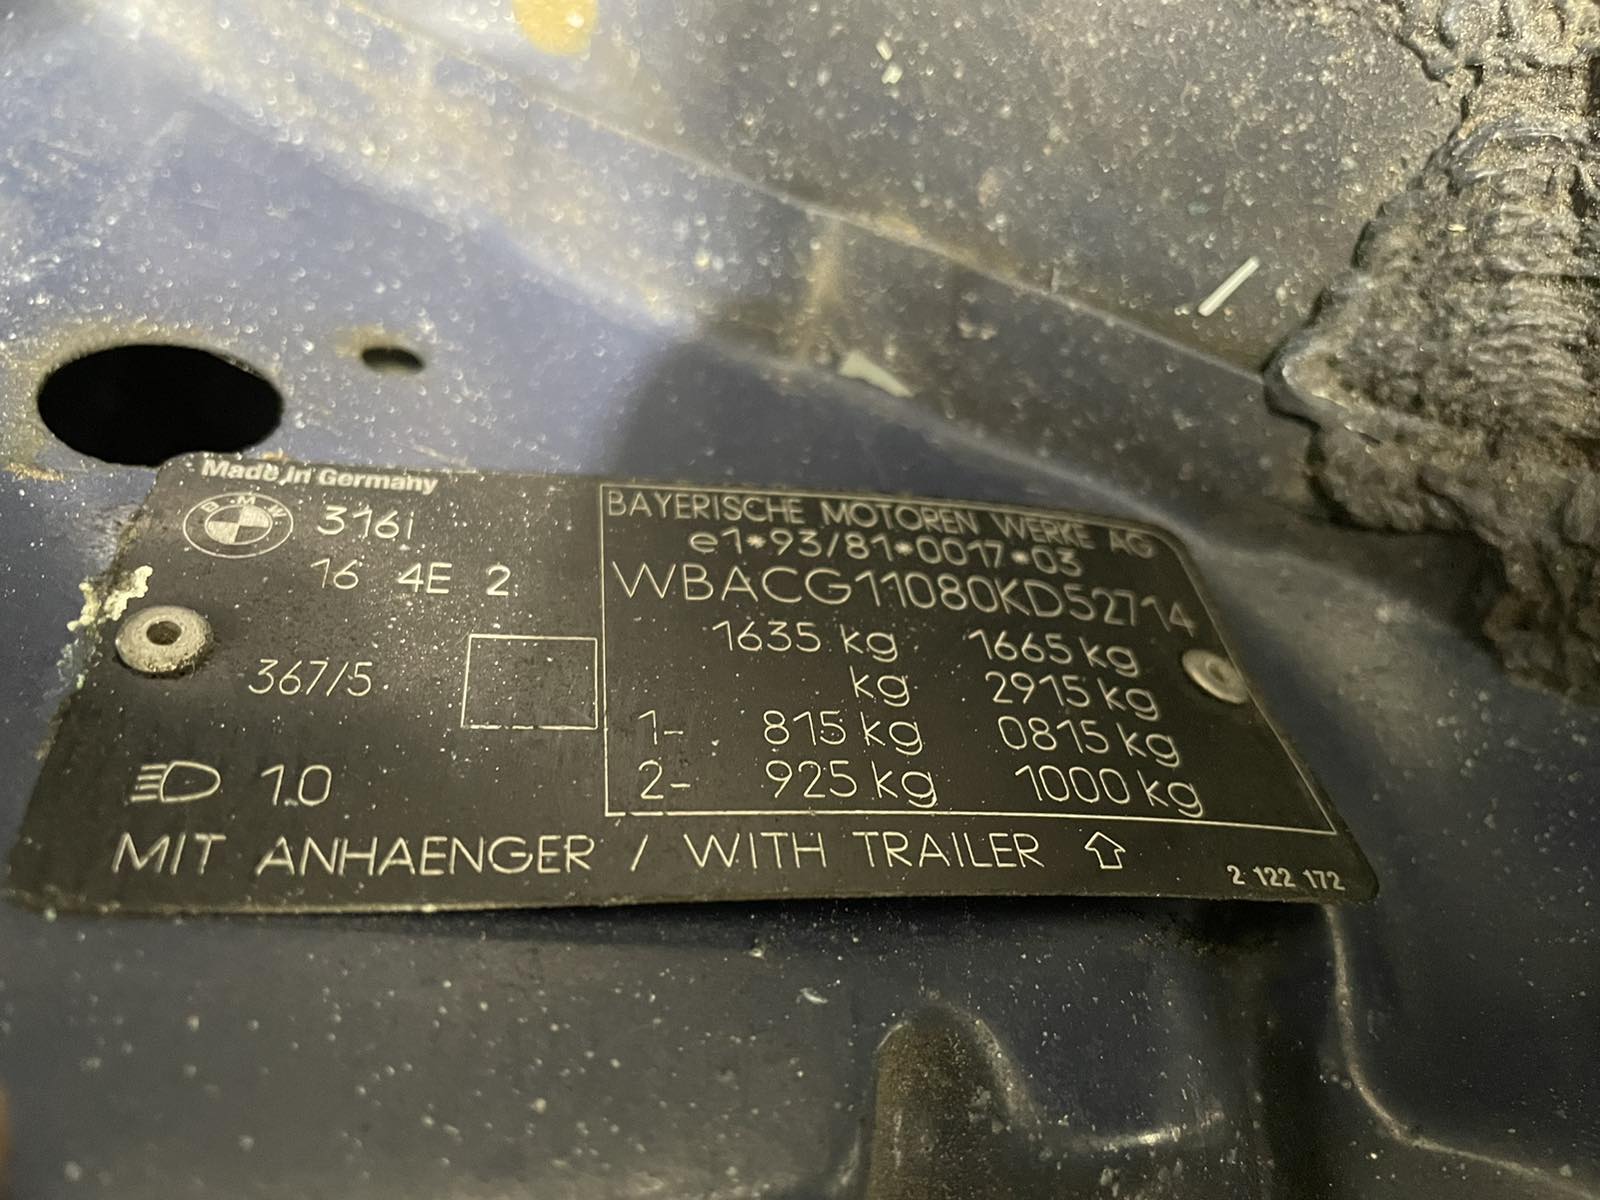 Made in Germany
BMW 316i
16 4E 2
367/5
1.0
BAYERISCHE MOTOREN WERKE AG
e1*93/81*0017*03
WBACG11080KD52714
1635 kg 1665 kg
kg 2915 kg
1- 815 kg 0815 kg
2- 925 kg 1000 kg
MIT ANHAENGER / WITH TRAILER
2 122 172